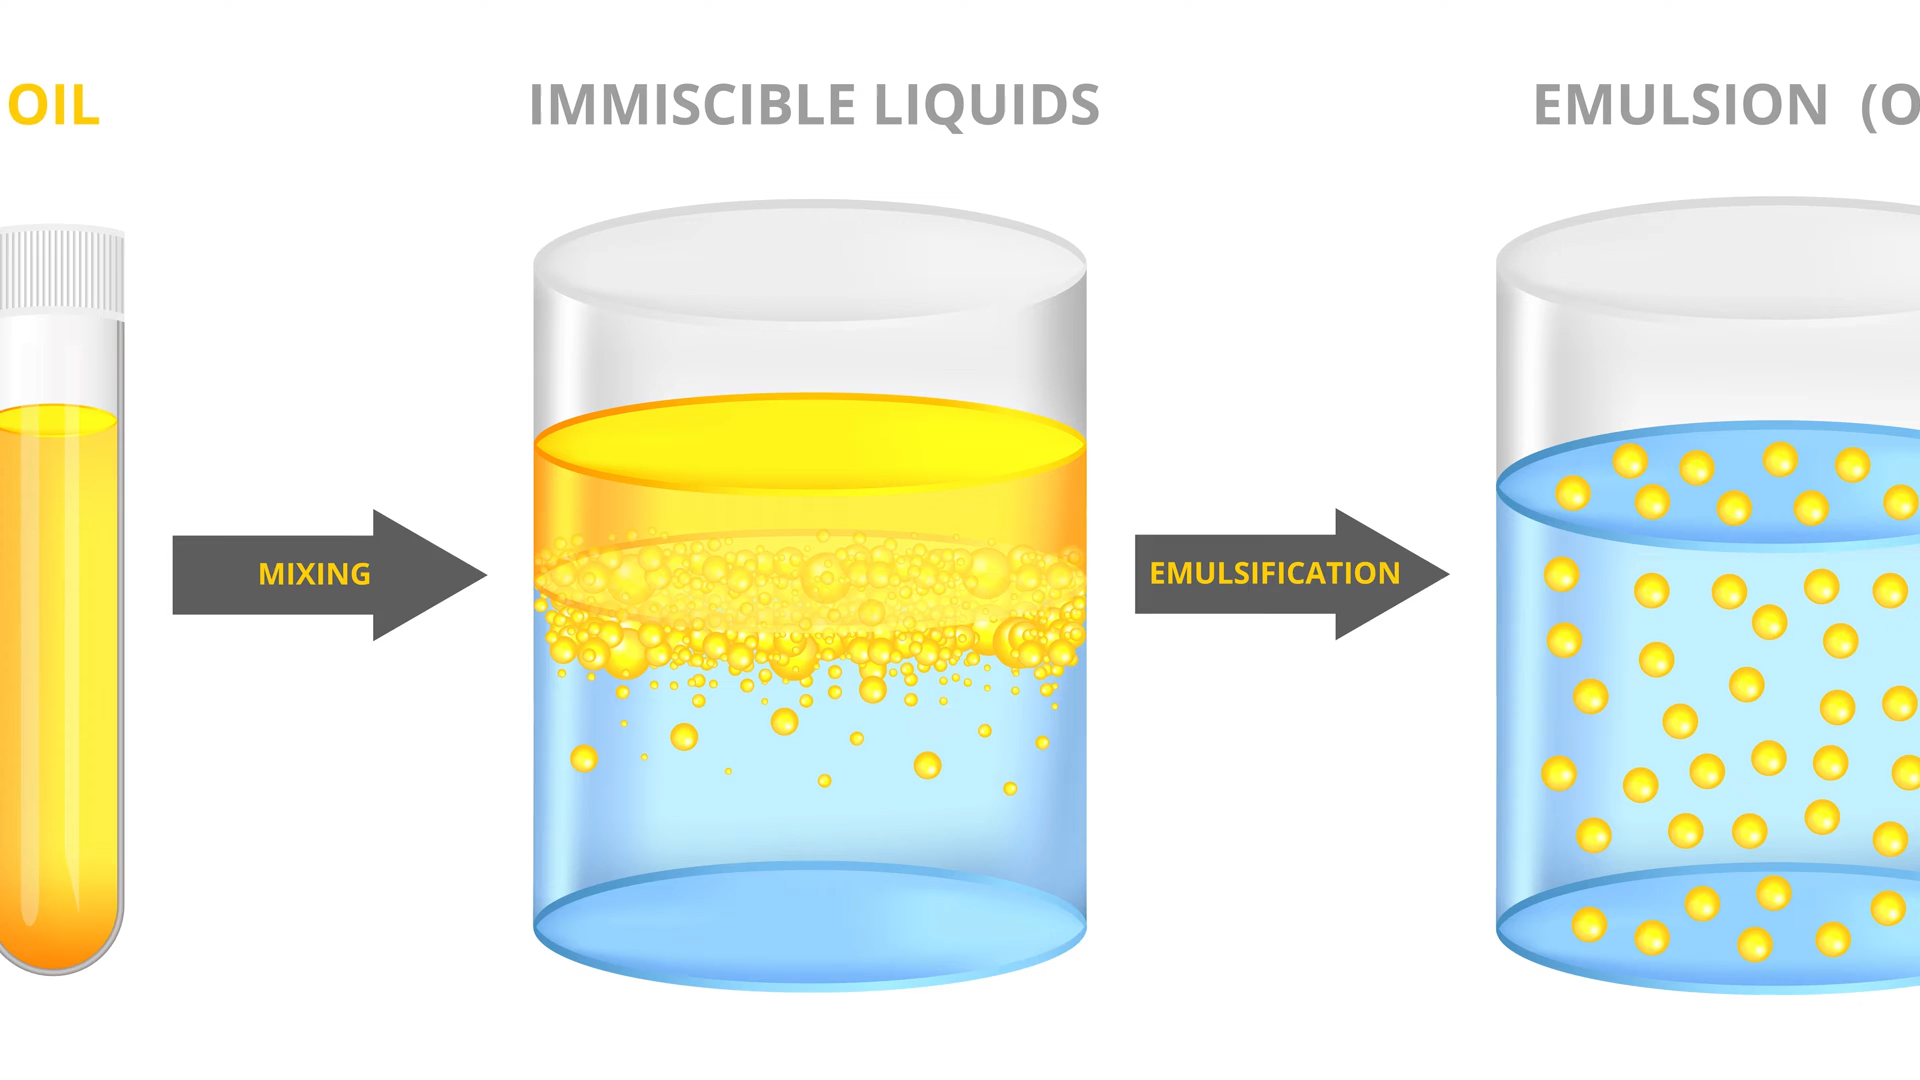 OIL
IMMISCIBLE LIQUIDS
EMULSION (O
MIXING
EMULSIFICATION